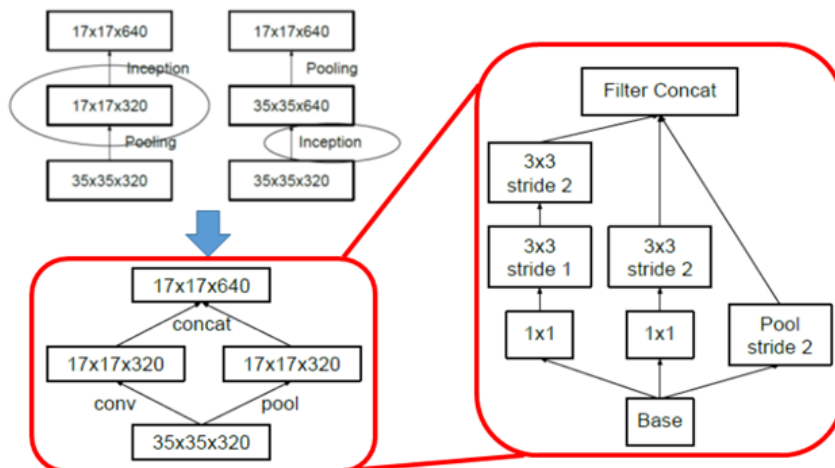 17x17x640
Inception
17x17x320
Pooling
35x35x320
17x17x640
Pooling
35x35x640
Inception
35x35x320
17x17x640
concat
17x17x320
17x17x320
conv
pool
35x35x320
Filter Concat
3x3
stride 2
3x3
stride 1
3x3
stride 2
1x1
1x1
Pool
stride 2
Base